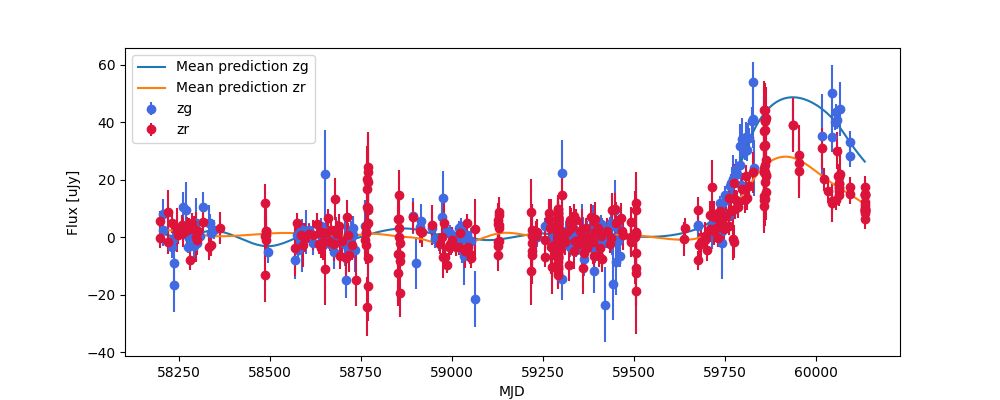 Mean prediction zg
Mean prediction zr
zg
zr
Flux [uJy]
60
40
20
0
−20
−40
58250
58500
58750
59000
59250
59500
59750
60000
MJD